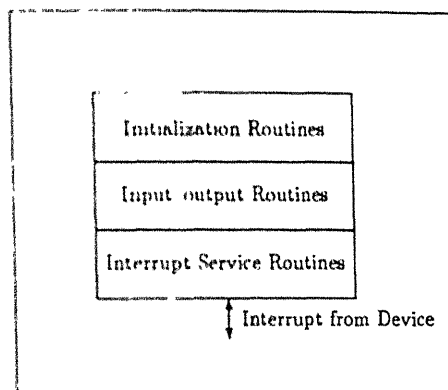 Initialization Routines
Input output Routines
Interrupt Service Routines
Interrupt from Device